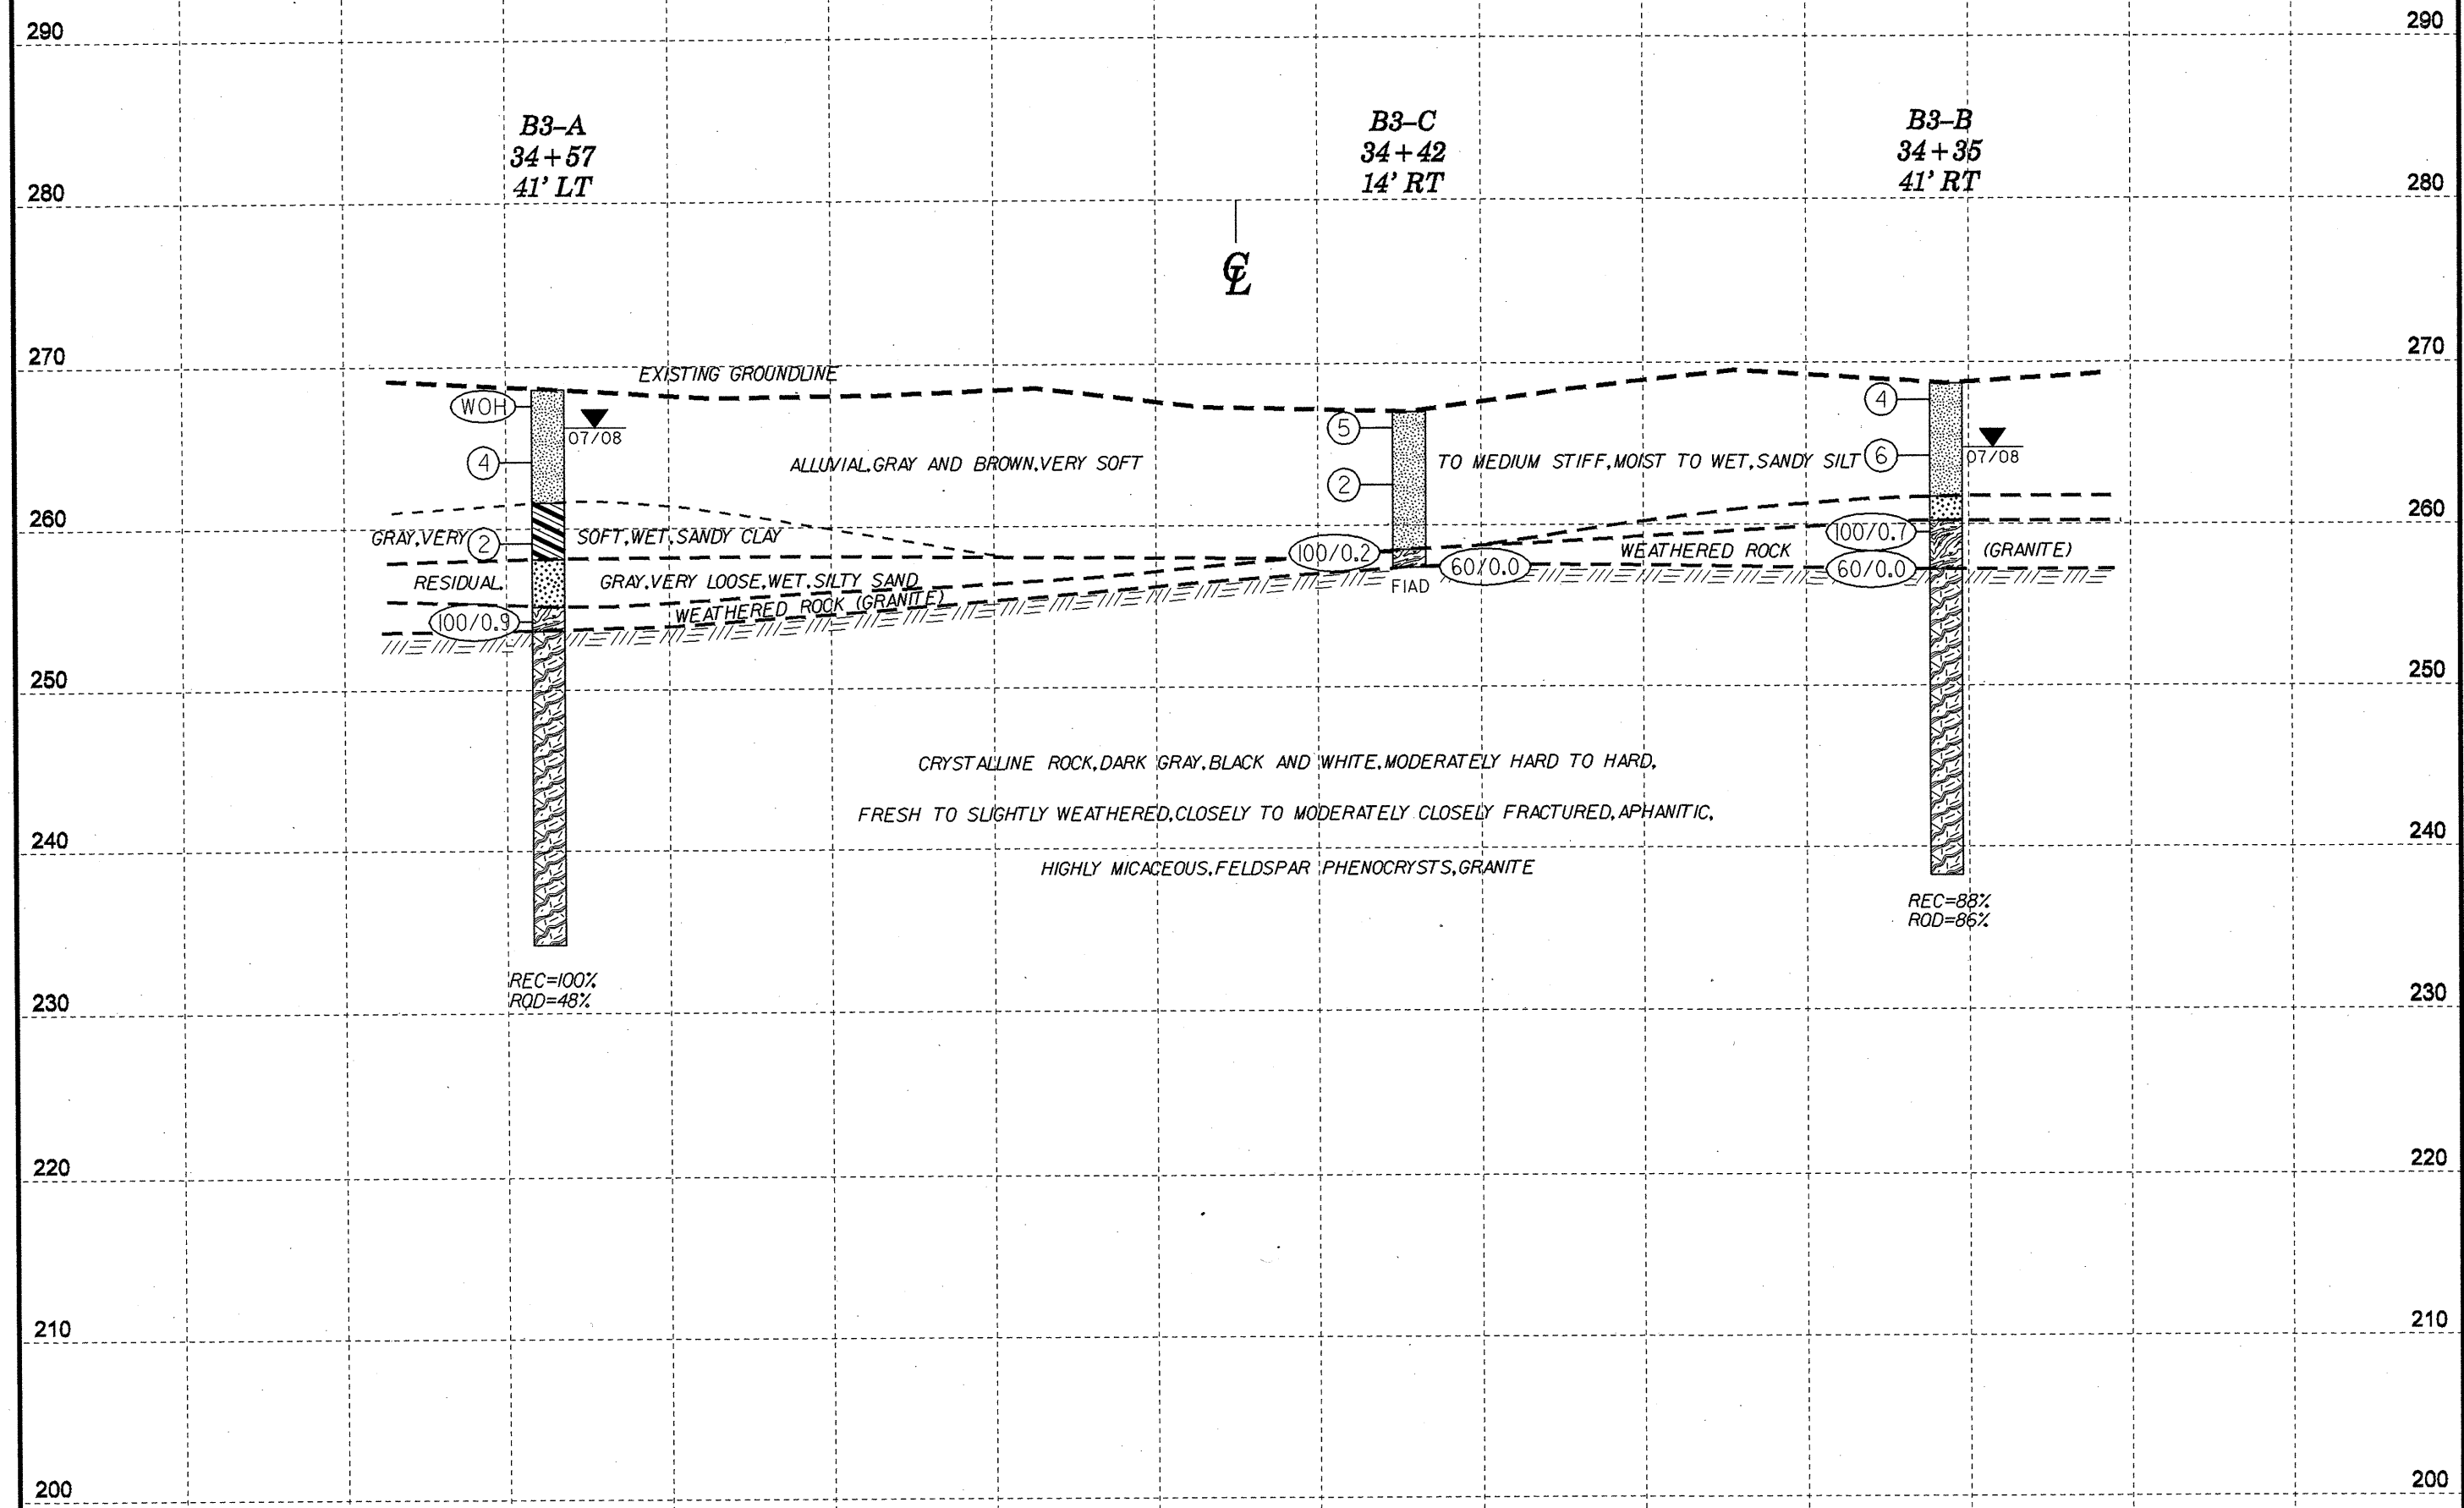 290 290
B3-A
34+57
41' LT
B3-C
34+42
14' RT
B3-B
34+35
41' RT
280 280
CL
270 270
EXISTING GROUNDLINE
WOH
07/08
4
5
4
ALLUVIAL,GRAY AND BROWN,VERY SOFT TO MEDIUM STIFF,MOIST TO WET,SANDY SILT
6
07/08
2
260 260
GRAY,VERY SOFT,WET,SANDY CLAY
2
100/0.2
60/0.0
WEATHERED ROCK (GRANITE)
100/0.7
60/0.0
FIAD
RESIDUAL, GRAY,VERY LOOSE,WET,SILTY SAND
WEATHERED ROCK (GRANITE)
100/0.9
250 250
CRYSTALLINE ROCK,DARK GRAY,BLACK AND WHITE,MODERATELY HARD TO HARD,
FRESH TO SLIGHTLY WEATHERED,CLOSELY TO MODERATELY CLOSELY FRACTURED,APHANITIC,
240 240
HIGHLY MICACEOUS,FELDSPAR PHENOCRYSTS,GRANITE
REC=88%
RQD=86%
REC=100%
RQD=48%
230 230
220 220
210 210
200 200